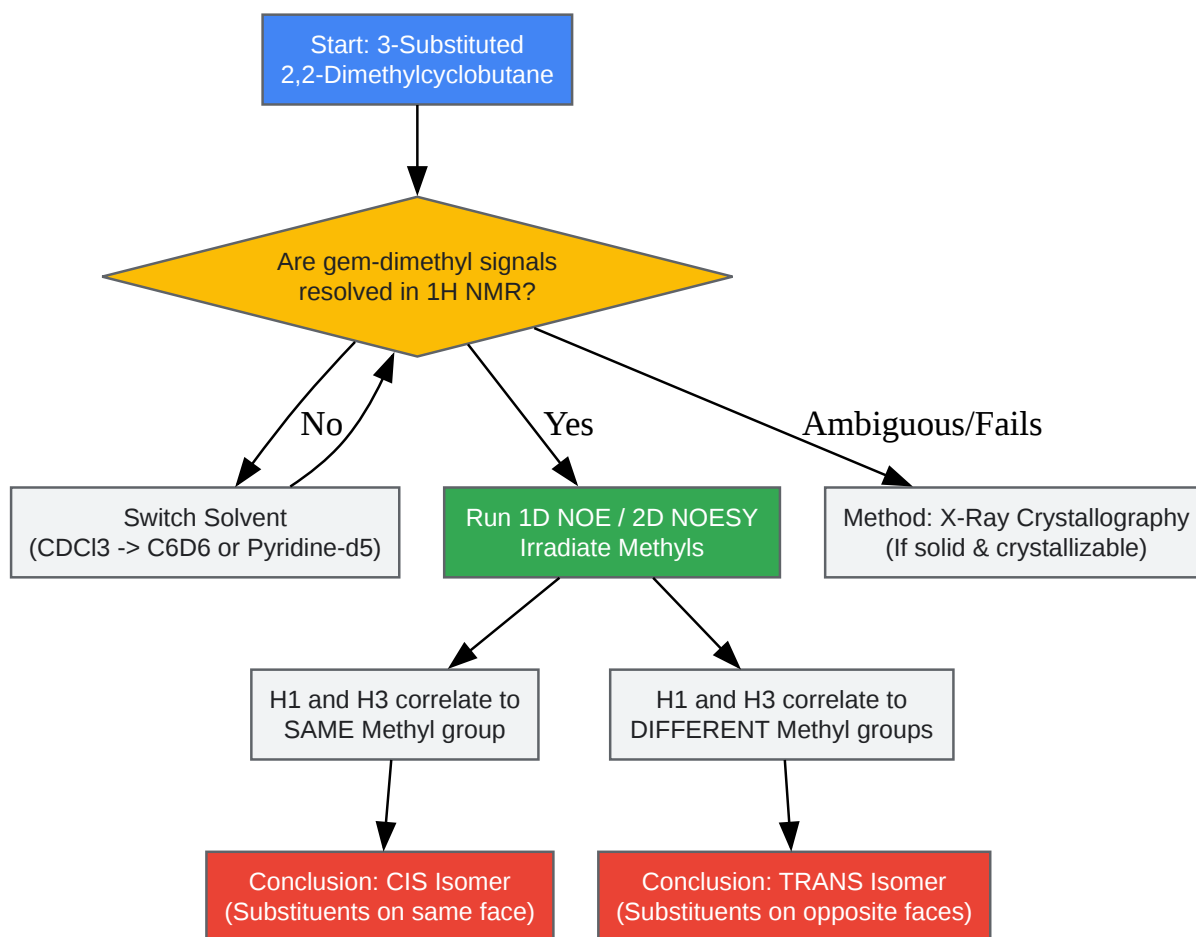 Start: 3-Substituted
2,2-Dimethylcyclobutane
Are gem-dimethyl signals
resolved in 1H NMR?
No
Yes
Ambiguous/Fails
Switch Solvent
(CDCl3 -> C6D6 or Pyridine-d5)
Run 1D NOE / 2D NOESY
Irradiate Methyls
Method: X-Ray Crystallography
(If solid & crystallizable)
H1 and H3 correlate to
SAME Methyl group
H1 and H3 correlate to
DIFFERENT Methyl groups
Conclusion: CIS Isomer
(Substituents on same face)
Conclusion: TRANS Isomer
(Substituents on opposite faces)